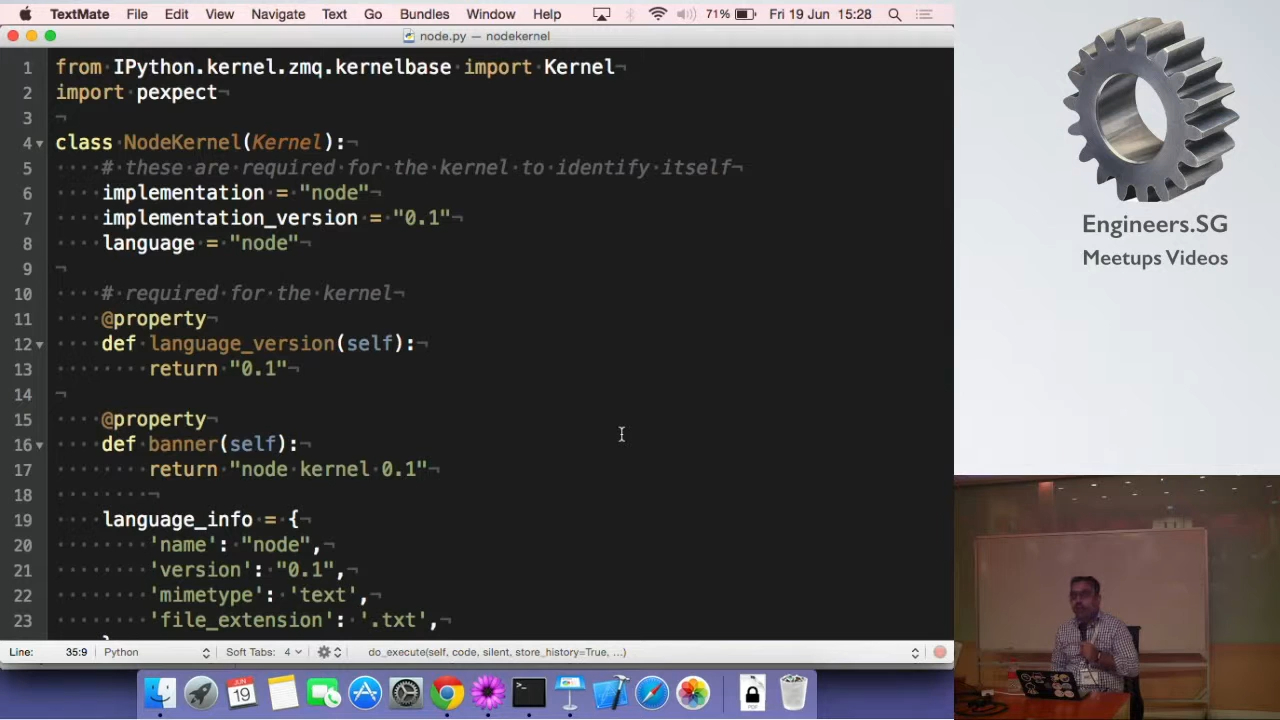 TextMate File Edit View Navigate Text Go Bundles Window Help 71% Fri 19 Jun 15:28
node.py — nodekernel
1 from IPython.kernel.zmq.kernelbase import Kernel¬
2 import pexpect¬
3 ¬
4 class NodeKernel(Kernel):¬
5 # these are required for the kernel to identify itself¬
6 implementation = "node"¬
7 implementation_version = "0.1"¬
8 language = "node"¬
9 ¬
10 # required for the kernel¬
11 @property¬
12 def language_version(self):¬
13 return "0.1"¬
14 ¬
15 @property¬
16 def banner(self):¬
17 return "node kernel 0.1"¬
18 ¬
19 language_info = {¬
20 'name': "node",¬
21 'version': "0.1",¬
22 'mimetype': 'text',¬
23 'file_extension': '.txt',¬
Line: 35:9 Python Soft Tabs: 4 do_execute(self, code, silent, store_history=True, ...)
JUN
19
PDF
Engineers.SG
Meetups Videos